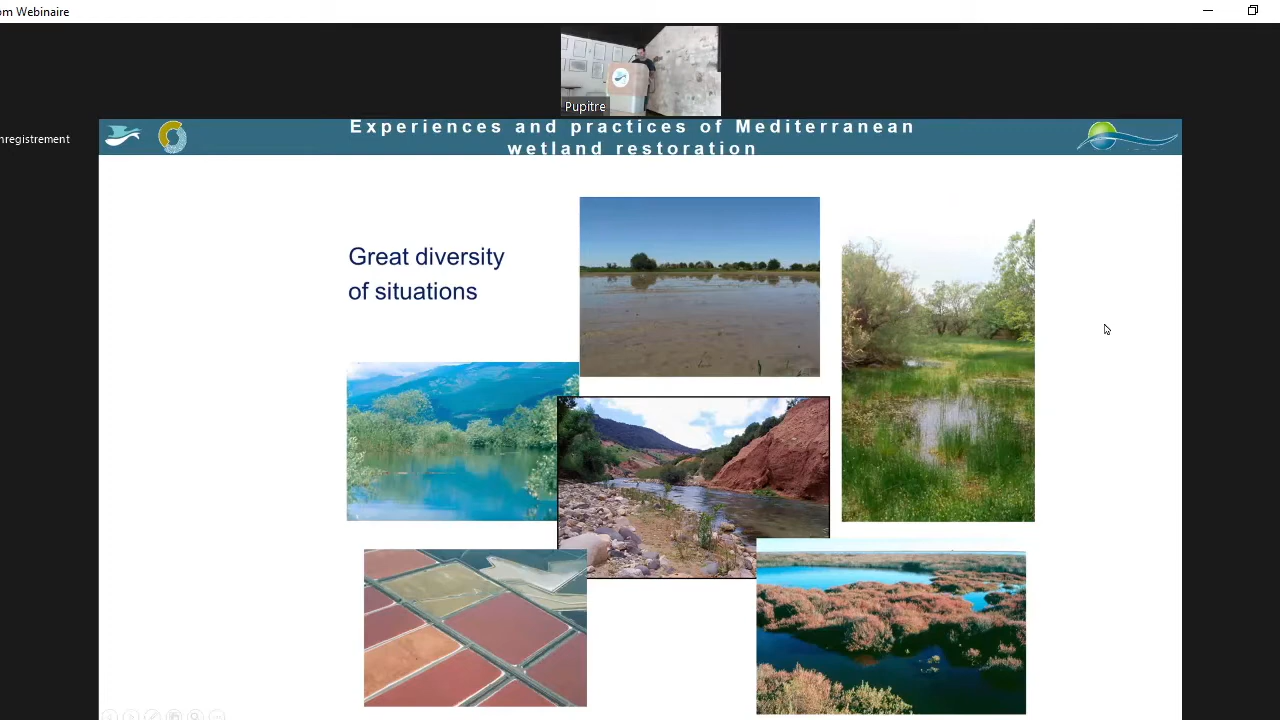 om Webinaire
Pupitre
nregistrement
Experiences and practices of Mediterranean
wetland restoration
Great diversity
of situations